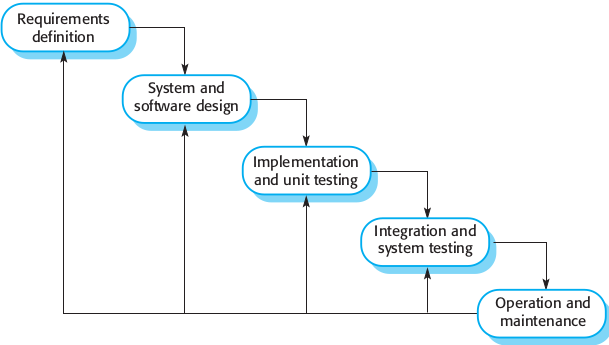 Requirements
definition
System and
software design
Implementation
and unit testing
Integration and
system testing
Operation and
maintenance